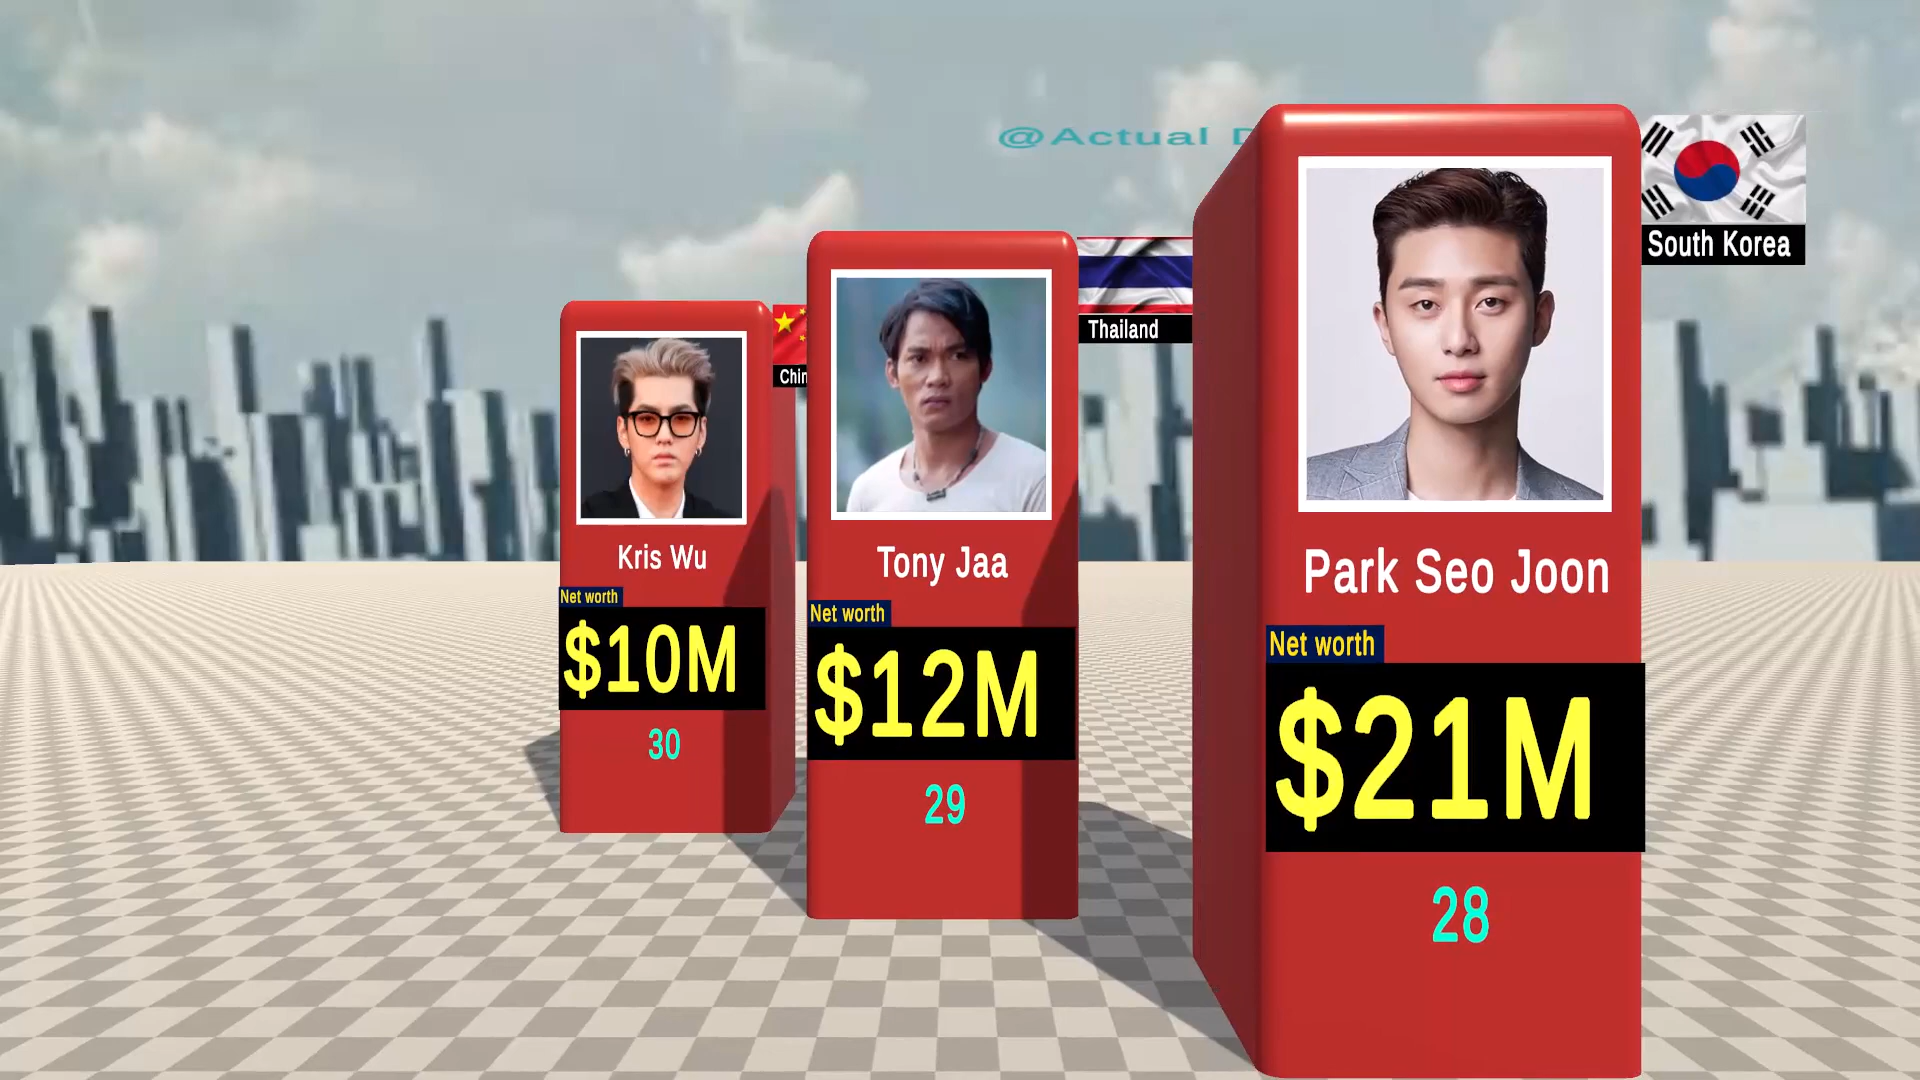 @Actual D
South Korea
Thailand
Chin
Kris Wu
Net worth
$10M
30
Tony Jaa
Net worth
$12M
29
Park Seo Joon
Net worth
$21M
28